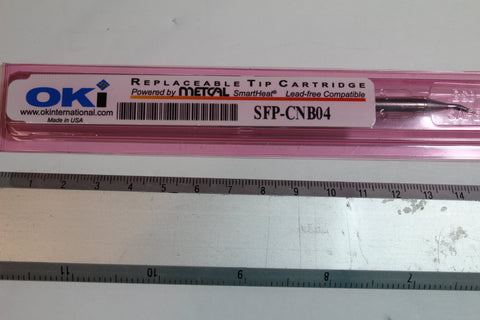 OKi
www.okinternational.com
Made in USA
REPLACEABLE TIP CARTRIDGE
Powered by METCAL SmartHeat® Lead-free Compatible
SFP-CNB04
1 2 3 4 5 6 7 8 9 10 11 12 13 14
11 10 9 8 7